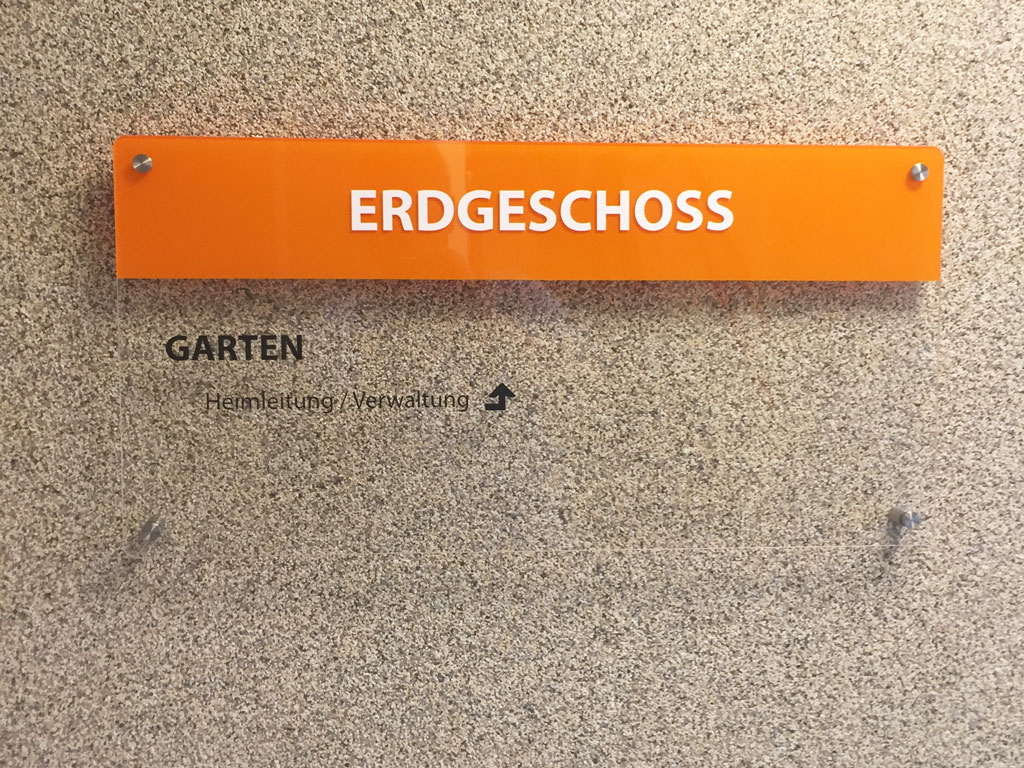 ERDGESCHOSS
GARTEN
Heimleitung / Verwaltung